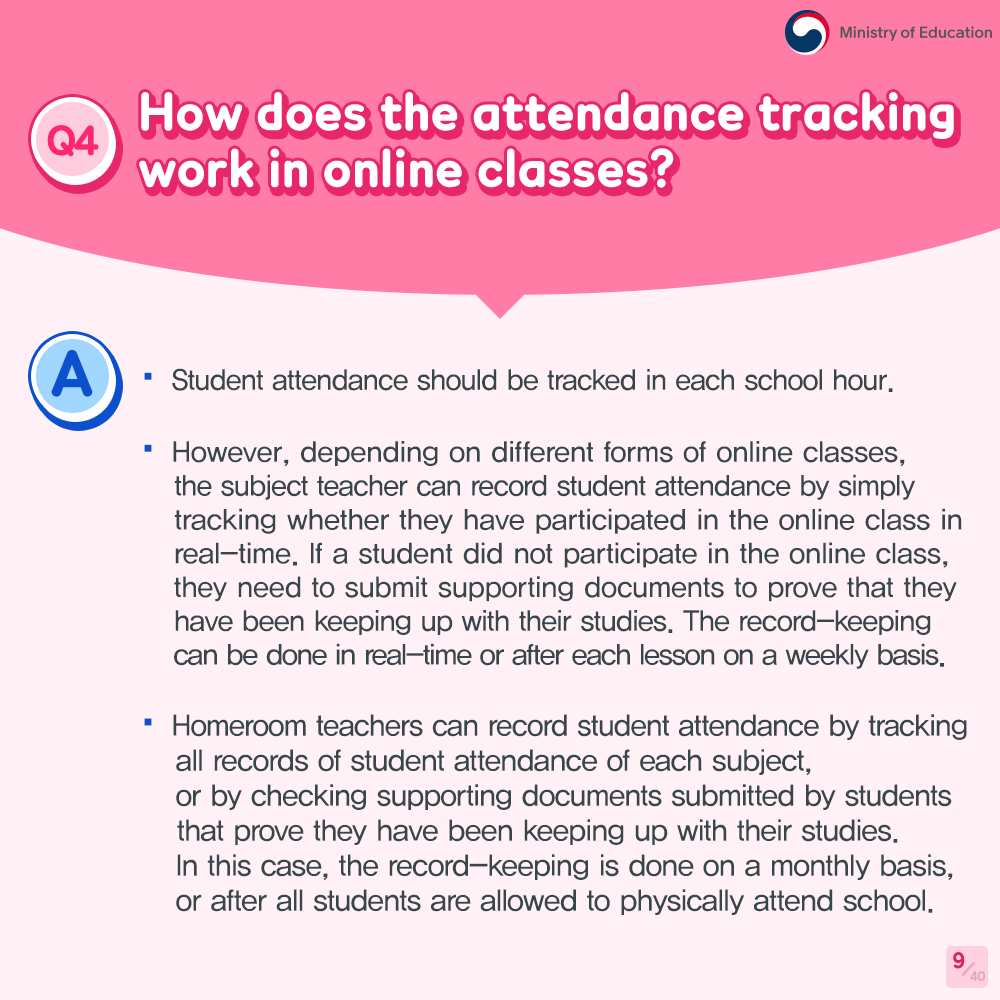 Ministry of Education
Q4
How does the attendance tracking
work in online classes?
A
▪ Student attendance should be tracked in each school hour.
▪ However, depending on different forms of online classes,
the subject teacher can record student attendance by simply
tracking whether they have participated in the online class in
real-time. If a student did not participate in the online class,
they need to submit supporting documents to prove that they
have been keeping up with their studies. The record-keeping
can be done in real-time or after each lesson on a weekly basis.
▪ Homeroom teachers can record student attendance by tracking
all records of student attendance of each subject,
or by checking supporting documents submitted by students
that prove they have been keeping up with their studies.
In this case, the record-keeping is done on a monthly basis,
or after all students are allowed to physically attend school.
9/40